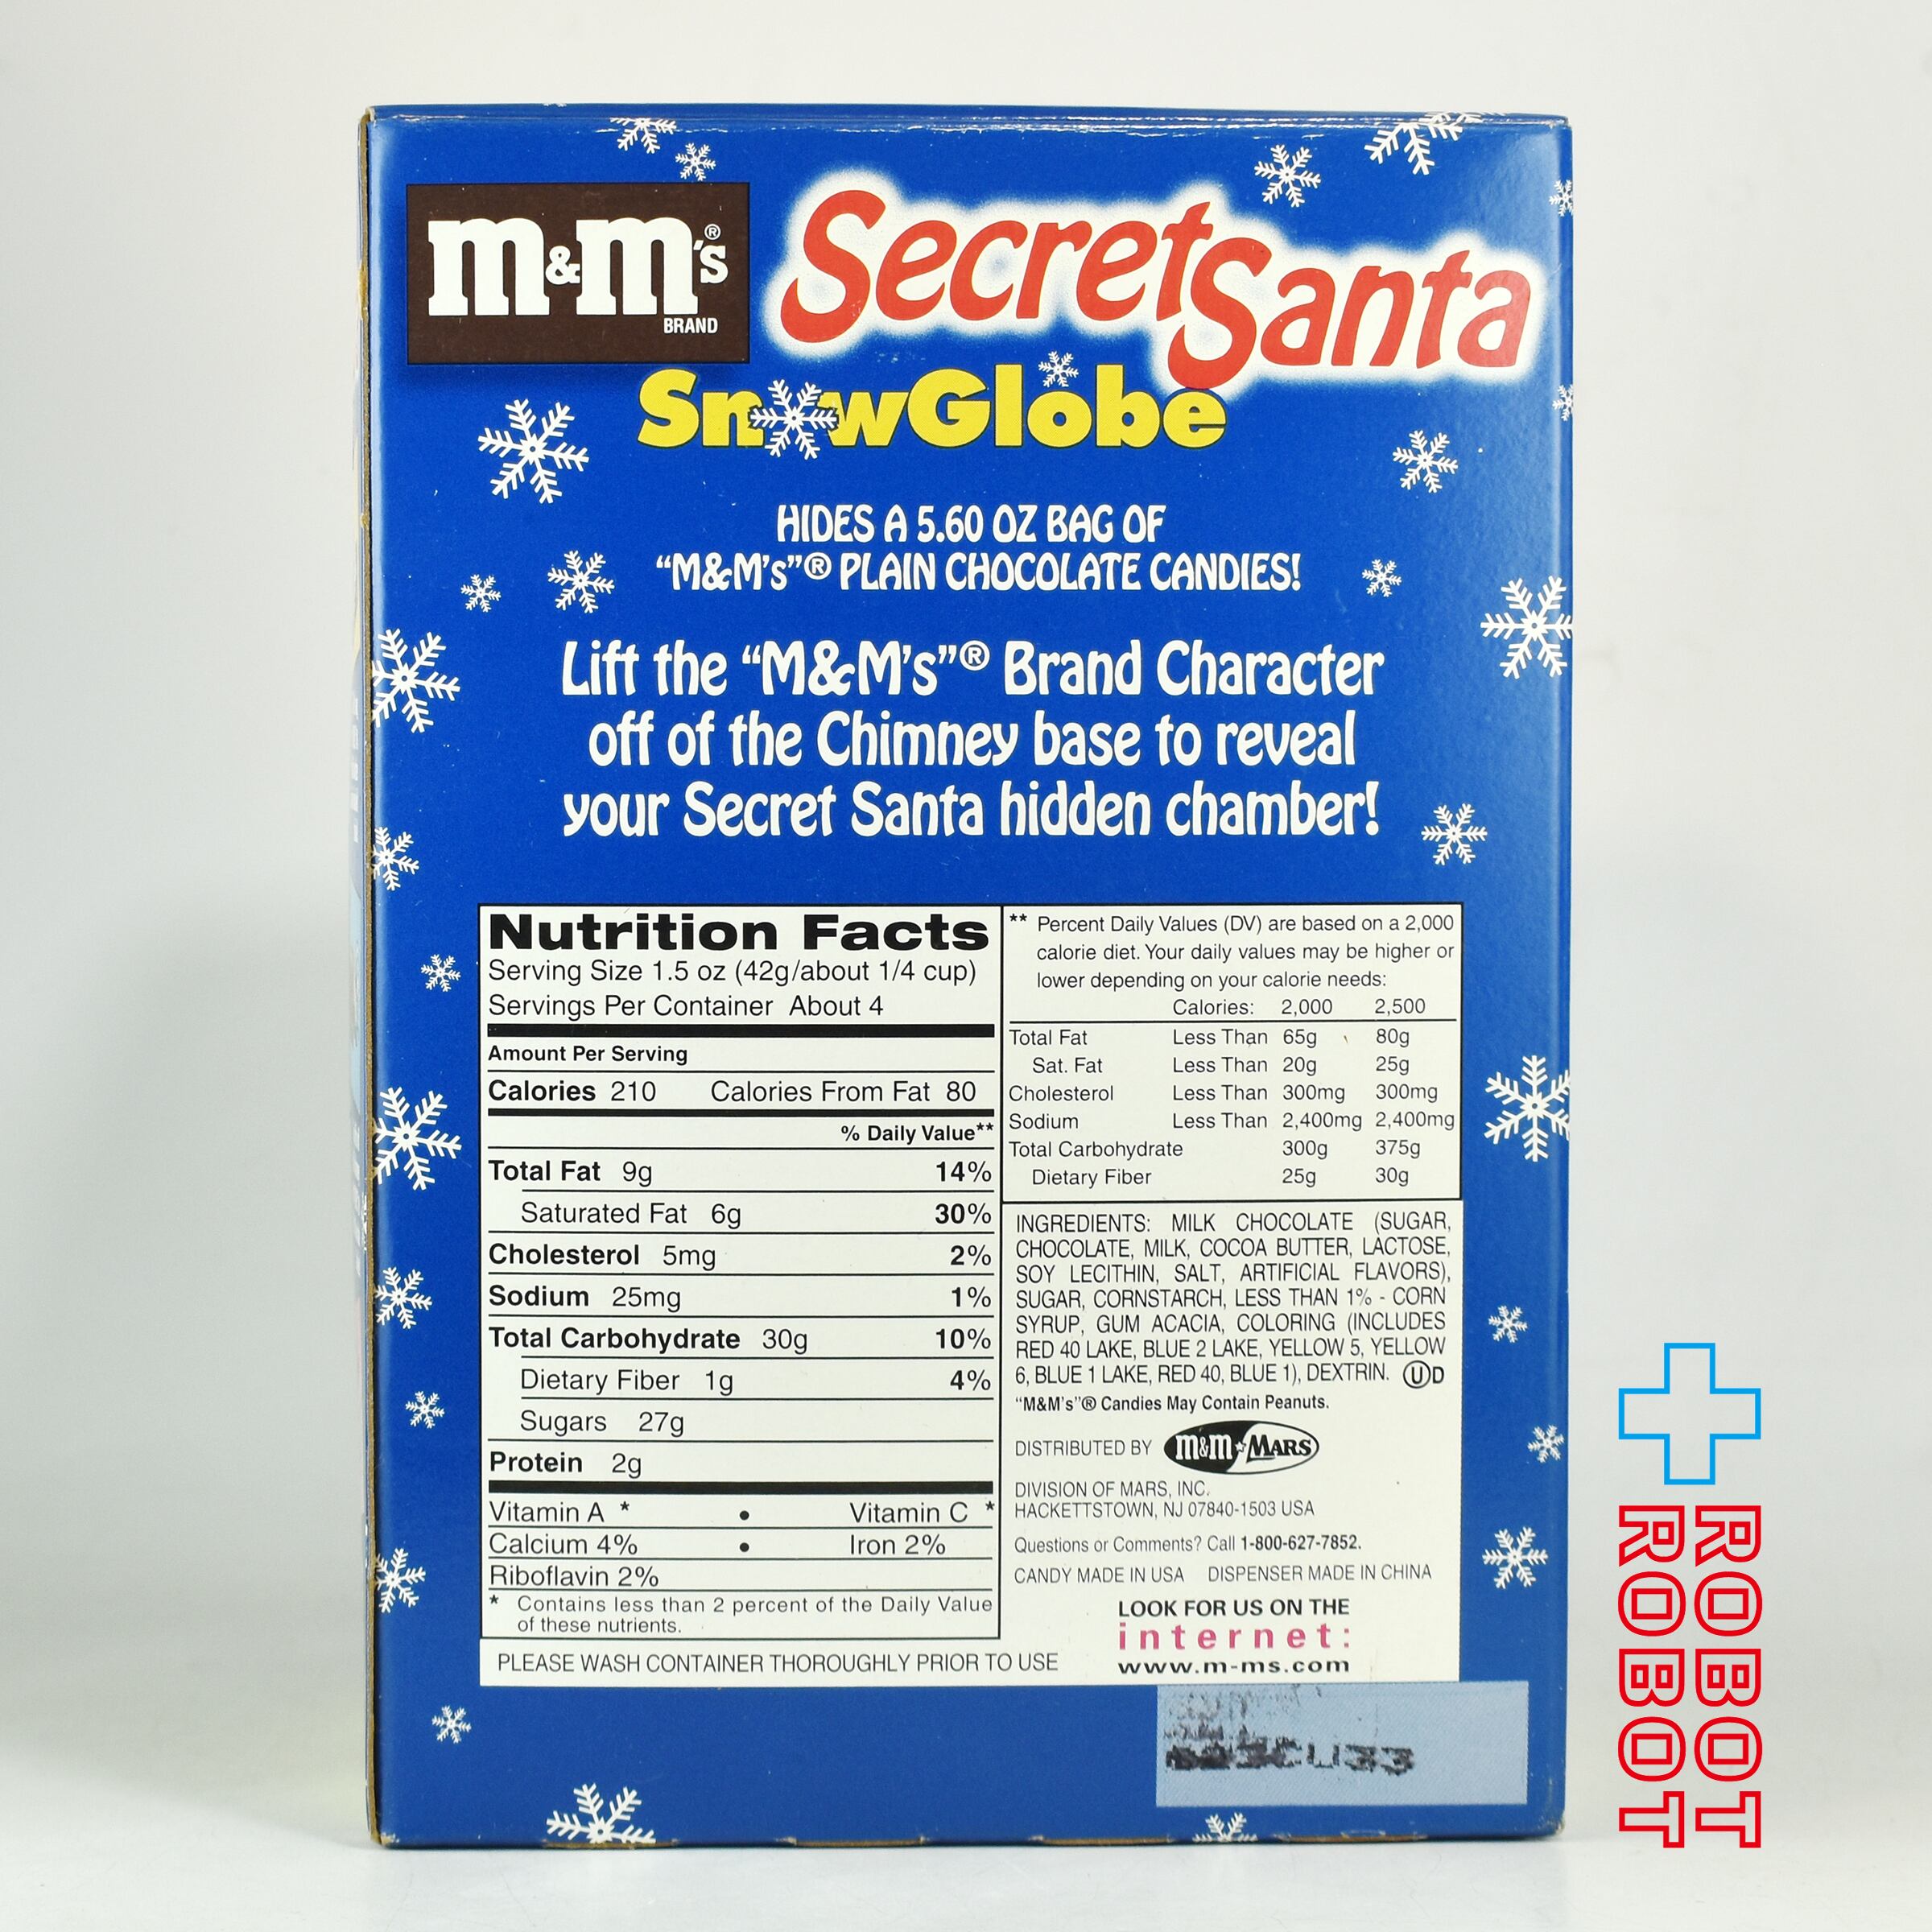 m&m's®
BRAND
Secret Santa
SnowGlobe
HIDES A 5.60 OZ BAG OF
“M&M’s”® PLAIN CHOCOLATE CANDIES!
Lift the “M&M’s”® Brand Character
off of the Chimney base to reveal
your Secret Santa hidden chamber!
Nutrition Facts
Serving Size 1.5 oz (42g/about 1/4 cup)
Servings Per Container About 4
Amount Per Serving
Calories 210 Calories From Fat 80
% Daily Value**
Total Fat 9g 14%
Saturated Fat 6g 30%
Cholesterol 5mg 2%
Sodium 25mg 1%
Total Carbohydrate 30g 10%
Dietary Fiber 1g 4%
Sugars 27g
Protein 2g
Vitamin A * • Vitamin C *
Calcium 4% • Iron 2%
Riboflavin 2%
* Contains less than 2 percent of the Daily Value
of these nutrients.
PLEASE WASH CONTAINER THOROUGHLY PRIOR TO USE
** Percent Daily Values (DV) are based on a 2,000
calorie diet. Your daily values may be higher or
lower depending on your calorie needs:
Calories: 2,000 2,500
Total Fat Less Than 65g 80g
Sat. Fat Less Than 20g 25g
Cholesterol Less Than 300mg 300mg
Sodium Less Than 2,400mg 2,400mg
Total Carbohydrate 300g 375g
Dietary Fiber 25g 30g
INGREDIENTS: MILK CHOCOLATE (SUGAR,
CHOCOLATE, MILK, COCOA BUTTER, LACTOSE,
SOY LECITHIN, SALT, ARTIFICIAL FLAVORS),
SUGAR, CORNSTARCH, LESS THAN 1% - CORN
SYRUP, GUM ACACIA, COLORING (INCLUDES
RED 40 LAKE, BLUE 2 LAKE, YELLOW 5, YELLOW
6, BLUE 1 LAKE, RED 40, BLUE 1), DEXTRIN. ⓊD
“M&M’s”® Candies May Contain Peanuts.
DISTRIBUTED BY m&m MARS
DIVISION OF MARS, INC.
HACKETTSTOWN, NJ 07840-1503 USA
Questions or Comments? Call 1-800-627-7852.
CANDY MADE IN USA DISPENSER MADE IN CHINA
LOOK FOR US ON THE
internet:
www.m-ms.com
ROBOT
ROBOT